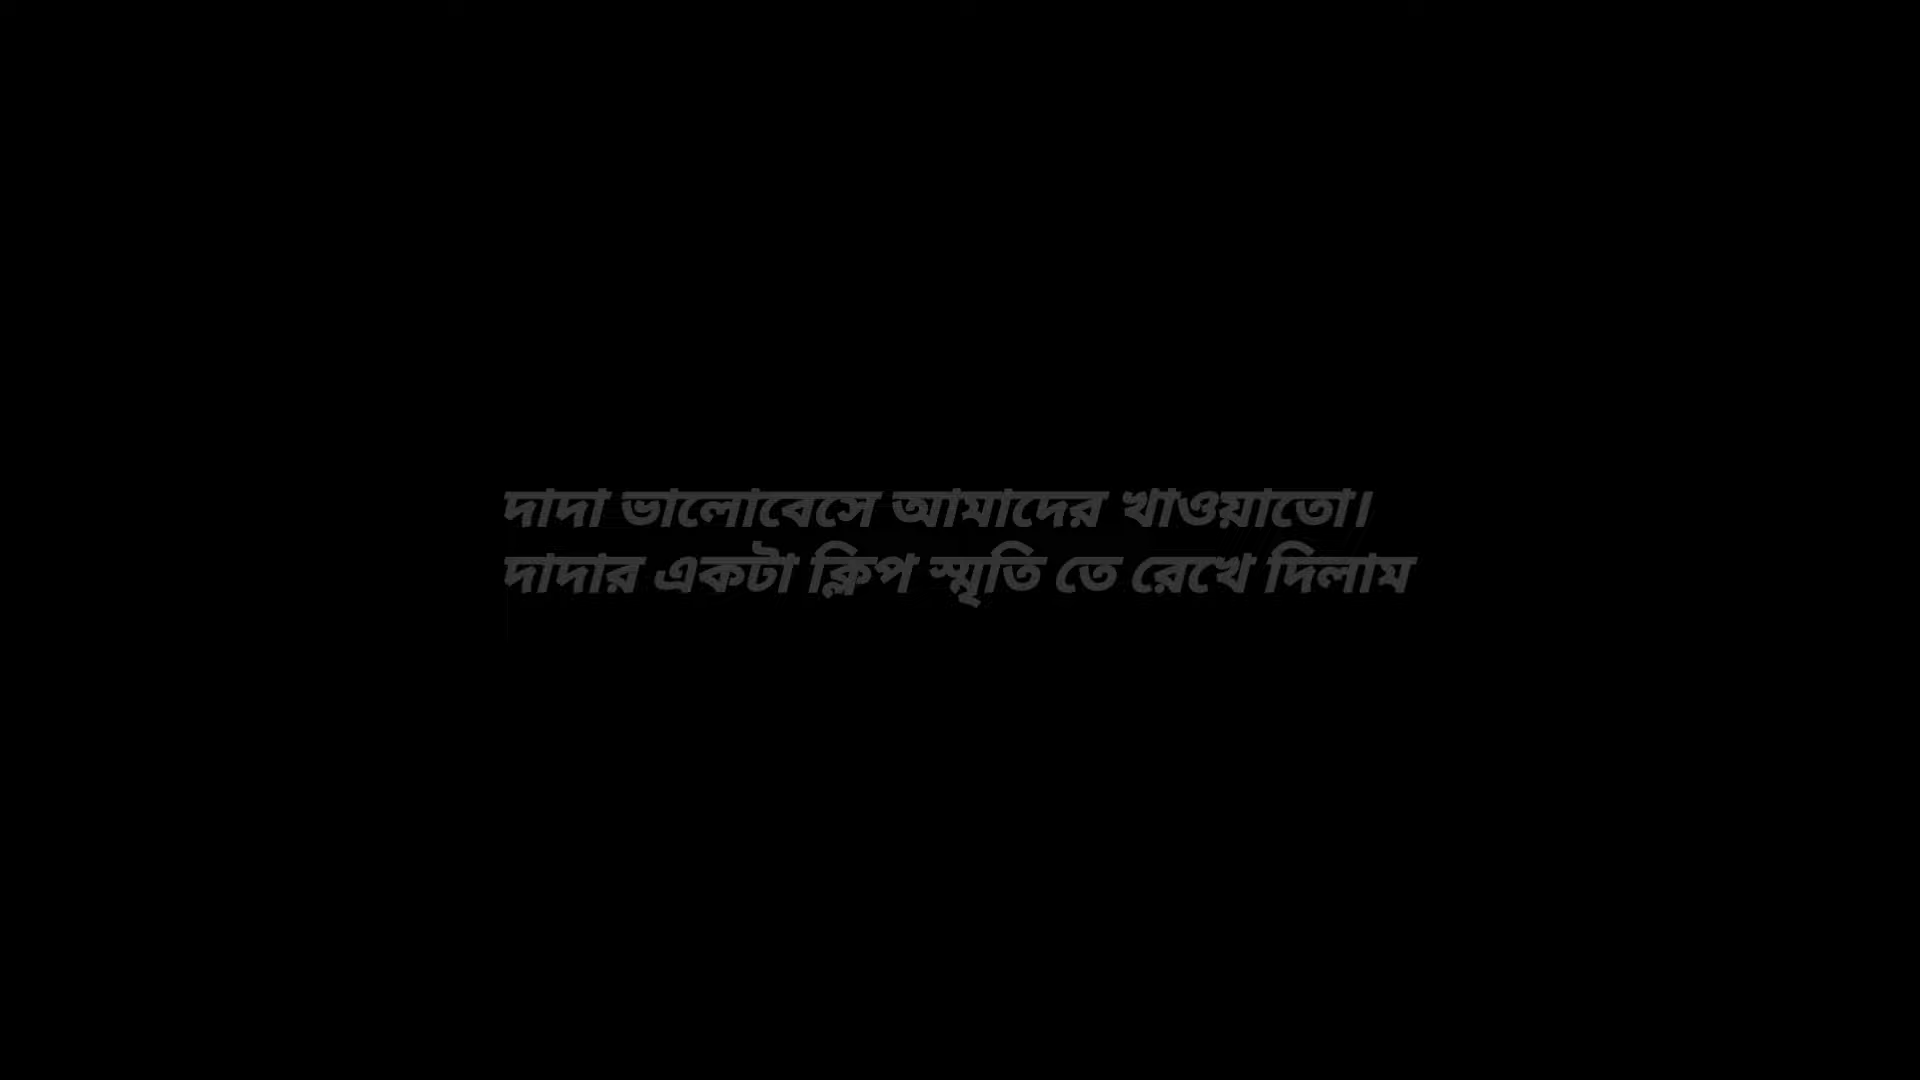 দাদা ভালোবেসে আমাদের খাওয়াতো।
দাদার একটা ক্লিপ স্মৃতি তে রেখে দিলাম